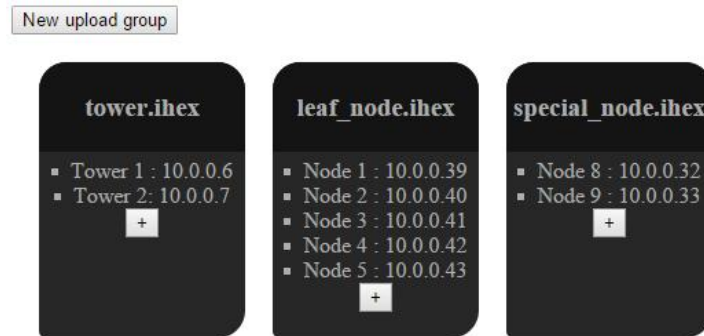 New upload group
tower.ihex
Tower 1 : 10.0.0.6
Tower 2: 10.0.0.7
+
leaf_node.ihex
Node 1 : 10.0.0.39
Node 2 : 10.0.0.40
Node 3 : 10.0.0.41
Node 4 : 10.0.0.42
Node 5 : 10.0.0.43
+
special_node.ihex
Node 8 : 10.0.0.32
Node 9 : 10.0.0.33
+